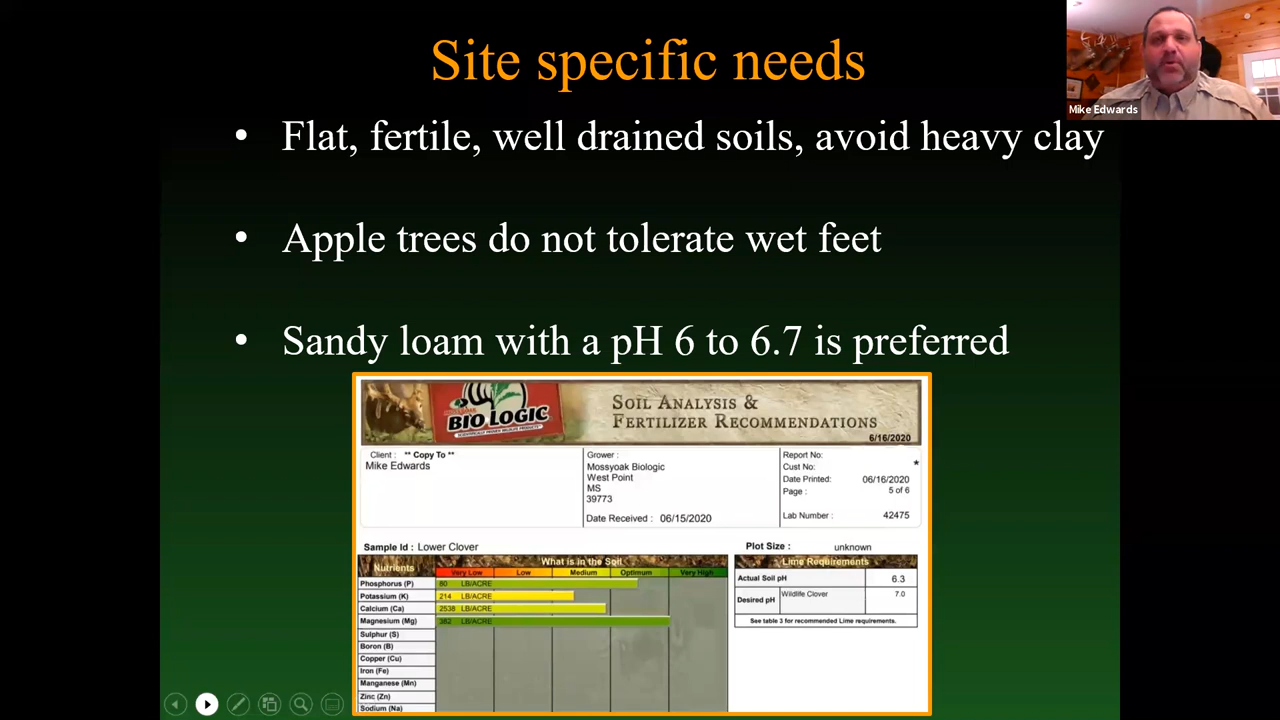 Site specific needs
Mike Edwards
• Flat, fertile, well drained soils, avoid heavy clay
• Apple trees do not tolerate wet feet
• Sandy loam with a pH 6 to 6.7 is preferred
BIOLOGIC
SOIL ANALYSIS &
FERTILIZER RECOMMENDATIONS
6/16/2020
Client : ** Copy To **
Mike Edwards
Grower :
Mossyoak Biologic
West Point
MS
39773
Date Received : 06/15/2020
Report No:
Cust No:
Date Printed: 06/16/2020
Page : 5 of 6
Lab Number : 42475
*
Sample Id : Lower Clover
Plot Size : unknown
Nutrients
What is in the Soil
Very Low Low Medium Optimum Very High
Phosphorus (P) 80 LB/ACRE
Potassium (K) 214 LB/ACRE
Calcium (Ca) 2538 LB/ACRE
Magnesium (Mg) 362 LB/ACRE
Sulphur (S)
Boron (B)
Copper (Cu)
Iron (Fe)
Manganese (Mn)
Zinc (Zn)
Sodium (Na)
Lime Requirements
Actual Soil pH 6.3
Desired pH Wildlife Clover 7.0
See table 3 for recommended Lime requirements.